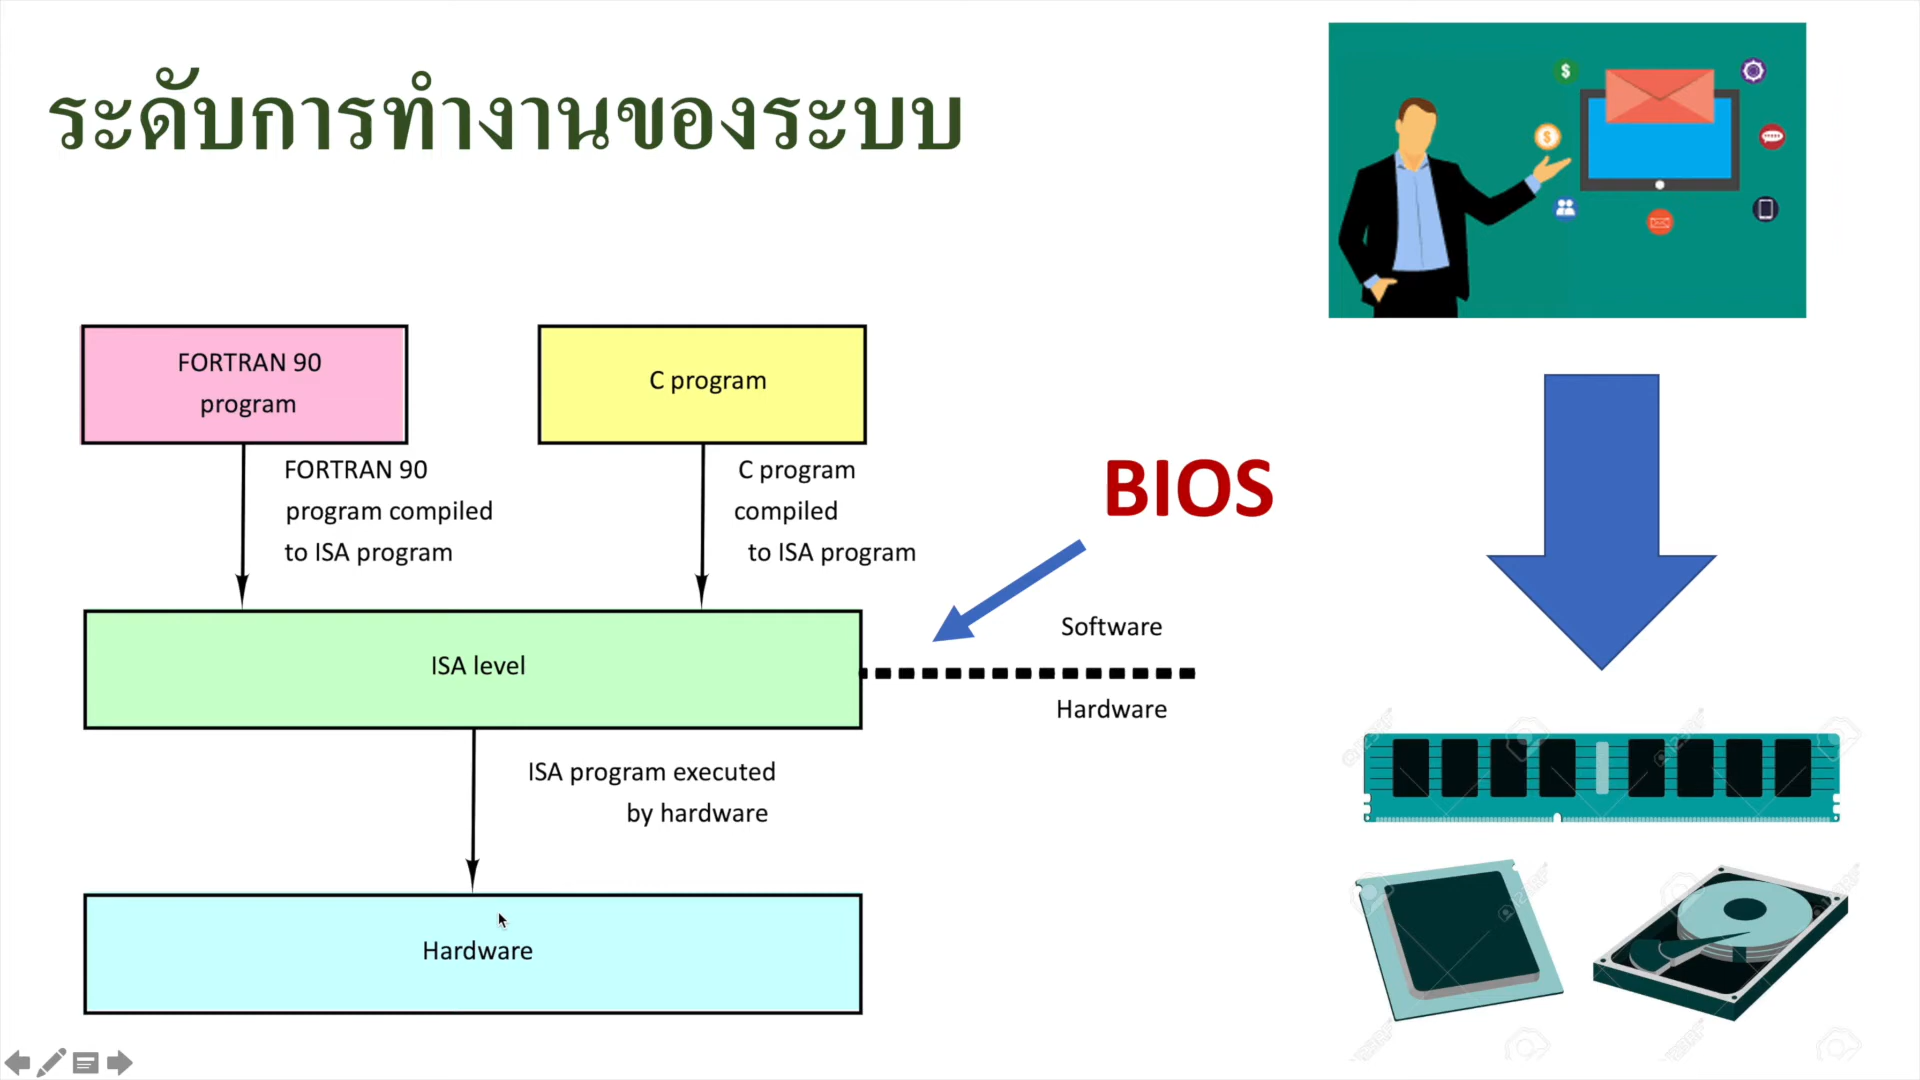 ระดับการทำงานของระบบ
FORTRAN 90
program
C program
FORTRAN 90
program compiled
to ISA program
C program
compiled
to ISA program
BIOS
Software
ISA level
Hardware
ISA program executed
by hardware
Hardware